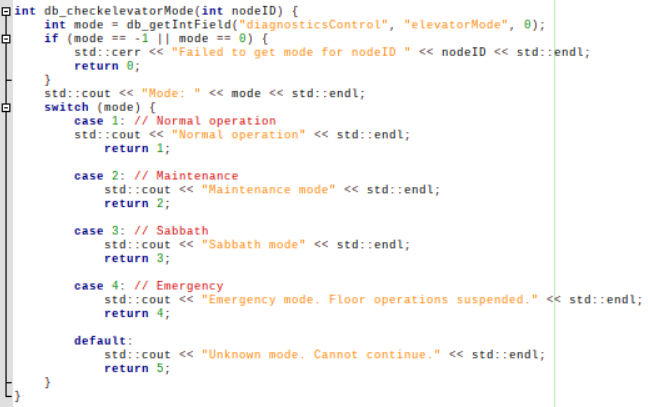 int db_checkelevatorMode(int nodeID) {
    int mode = db_getIntField("diagnosticsControl", "elevatorMode", 0);
    if (mode == -1 || mode == 0) {
        std::cerr << "Failed to get mode for nodeID " << nodeID << std::endl;
        return 0;
    }
    std::cout << "Mode: " << mode << std::endl;
    switch (mode) {
        case 1: // Normal operation
        std::cout << "Normal operation" << std::endl;
            return 1;

        case 2: // Maintenance
            std::cout << "Maintenance mode" << std::endl;
            return 2;

        case 3: // Sabbath
            std::cout << "Sabbath mode" << std::endl;
            return 3;

        case 4: // Emergency
            std::cout << "Emergency mode. Floor operations suspended." << std::endl;
            return 4;

        default:
            std::cout << "Unknown mode. Cannot continue." << std::endl;
            return 5;
    }
}